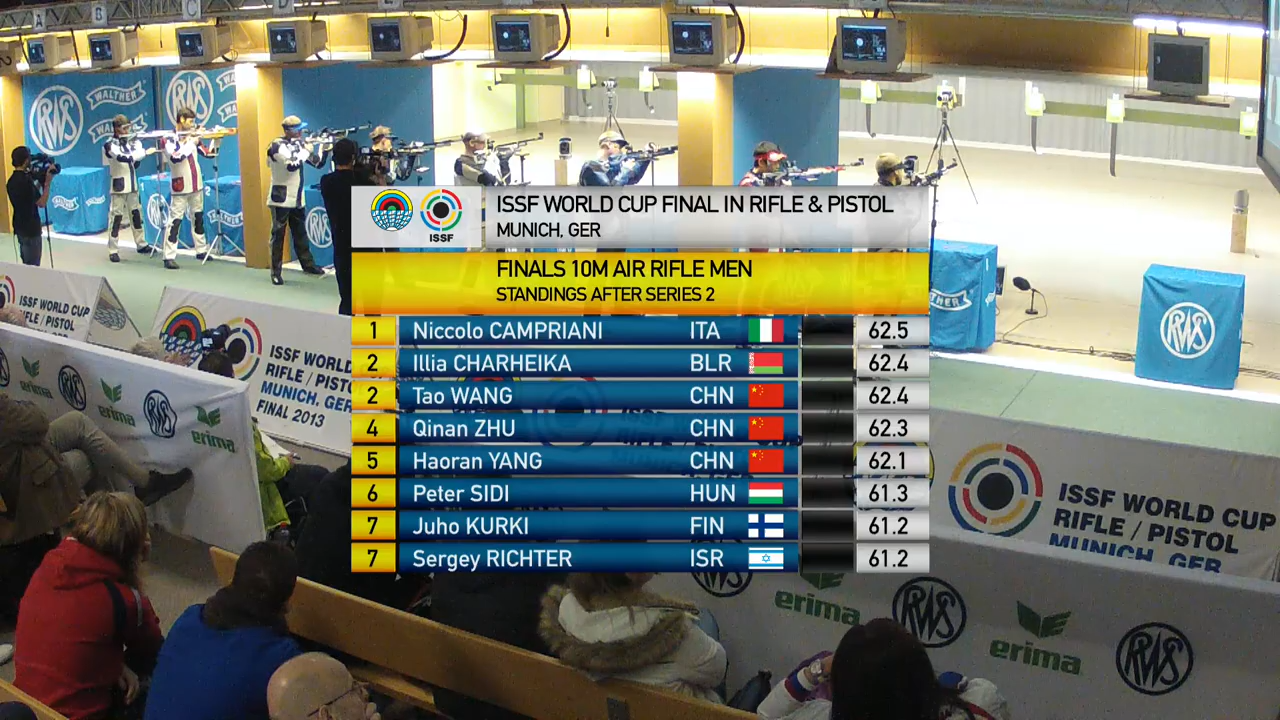 A
B
C
D
E
RWS
WALTHER
RWS
ISSF
ISSF WORLD CUP FINAL IN RIFLE & PISTOL
MUNICH, GER
FINALS 10M AIR RIFLE MEN
STANDINGS AFTER SERIES 2
1 Niccolo CAMPRIANI ITA 62.5
2 Illia CHARHEIKA BLR 62.4
2 Tao WANG CHN 62.4
4 Qinan ZHU CHN 62.3
5 Haoran YANG CHN 62.1
6 Peter SIDI HUN 61.3
7 Juho KURKI FIN 61.2
7 Sergey RICHTER ISR 61.2
RWS
ISSF WORLD CUP
RIFLE / PISTOL
ISSF WORLD CUP
RIFLE / PISTOL
MUNICH, GER
FINAL 2013
erima
RWS
erima
RWS
erima
ISSF WORLD CUP
RIFLE / PISTOL
MUNICH, GER
RWS
erima
RWS
erima
RWS